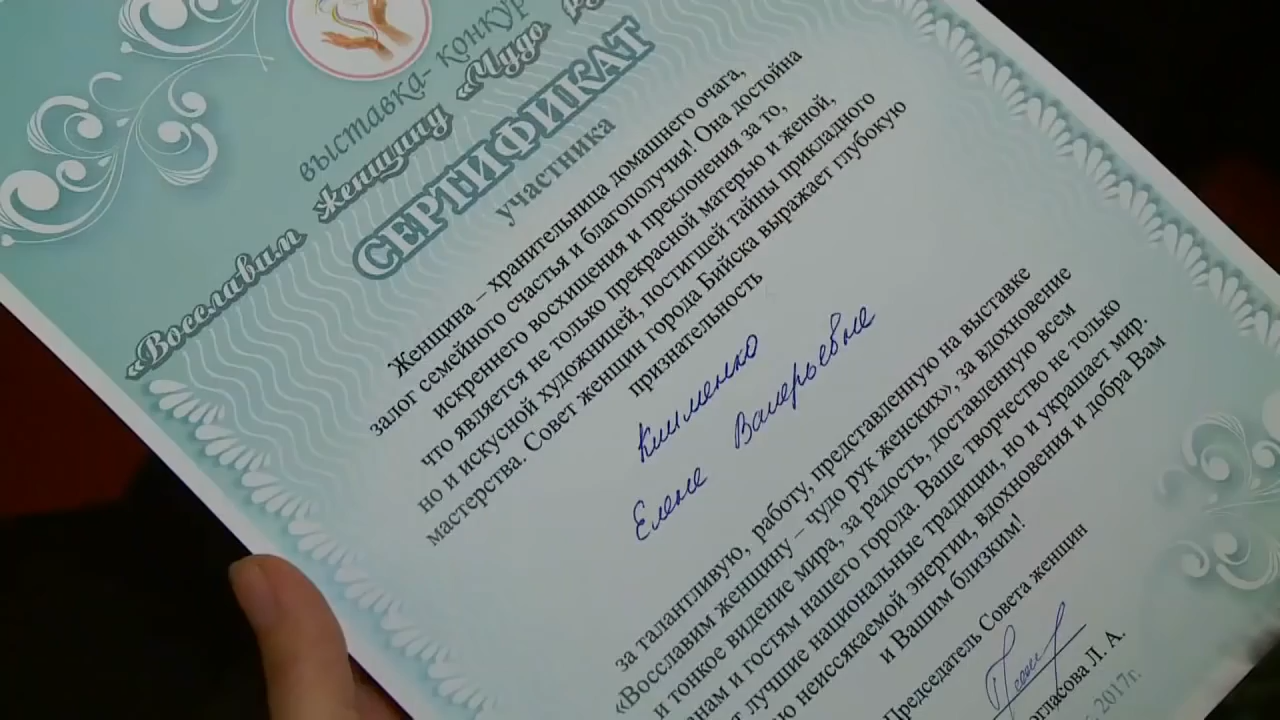 выставка- конкур
«Восславим женщину «Чудо ру
СЕРТИФИКАТ
участника
Женщина – хранительница домашнего очага,
залог семейного счастья и благополучия! Она достойна
искреннего восхищения и преклонения за то,
что является не только прекрасной матерью и женой,
но и искусной художницей, постигшей тайны прикладного
мастерства. Совет женщин города Бийска выражает глубокую
признательность
Клименко
Елене Валерьевне
за талантливую, работу, представленную на выставке
«Восславим женщину – чудо рук женских», за вдохновение
и тонкое видение мира, за радость, доставленную всем
нам и гостям нашего города. Ваше творчество не только
т лучшие национальные традиции, но и украшает мир.
ю неиссякаемой энергии, вдохновения и добра Вам
и Вашим близким!
Председатель Совета женщин
огласова Л. А.
2017г.